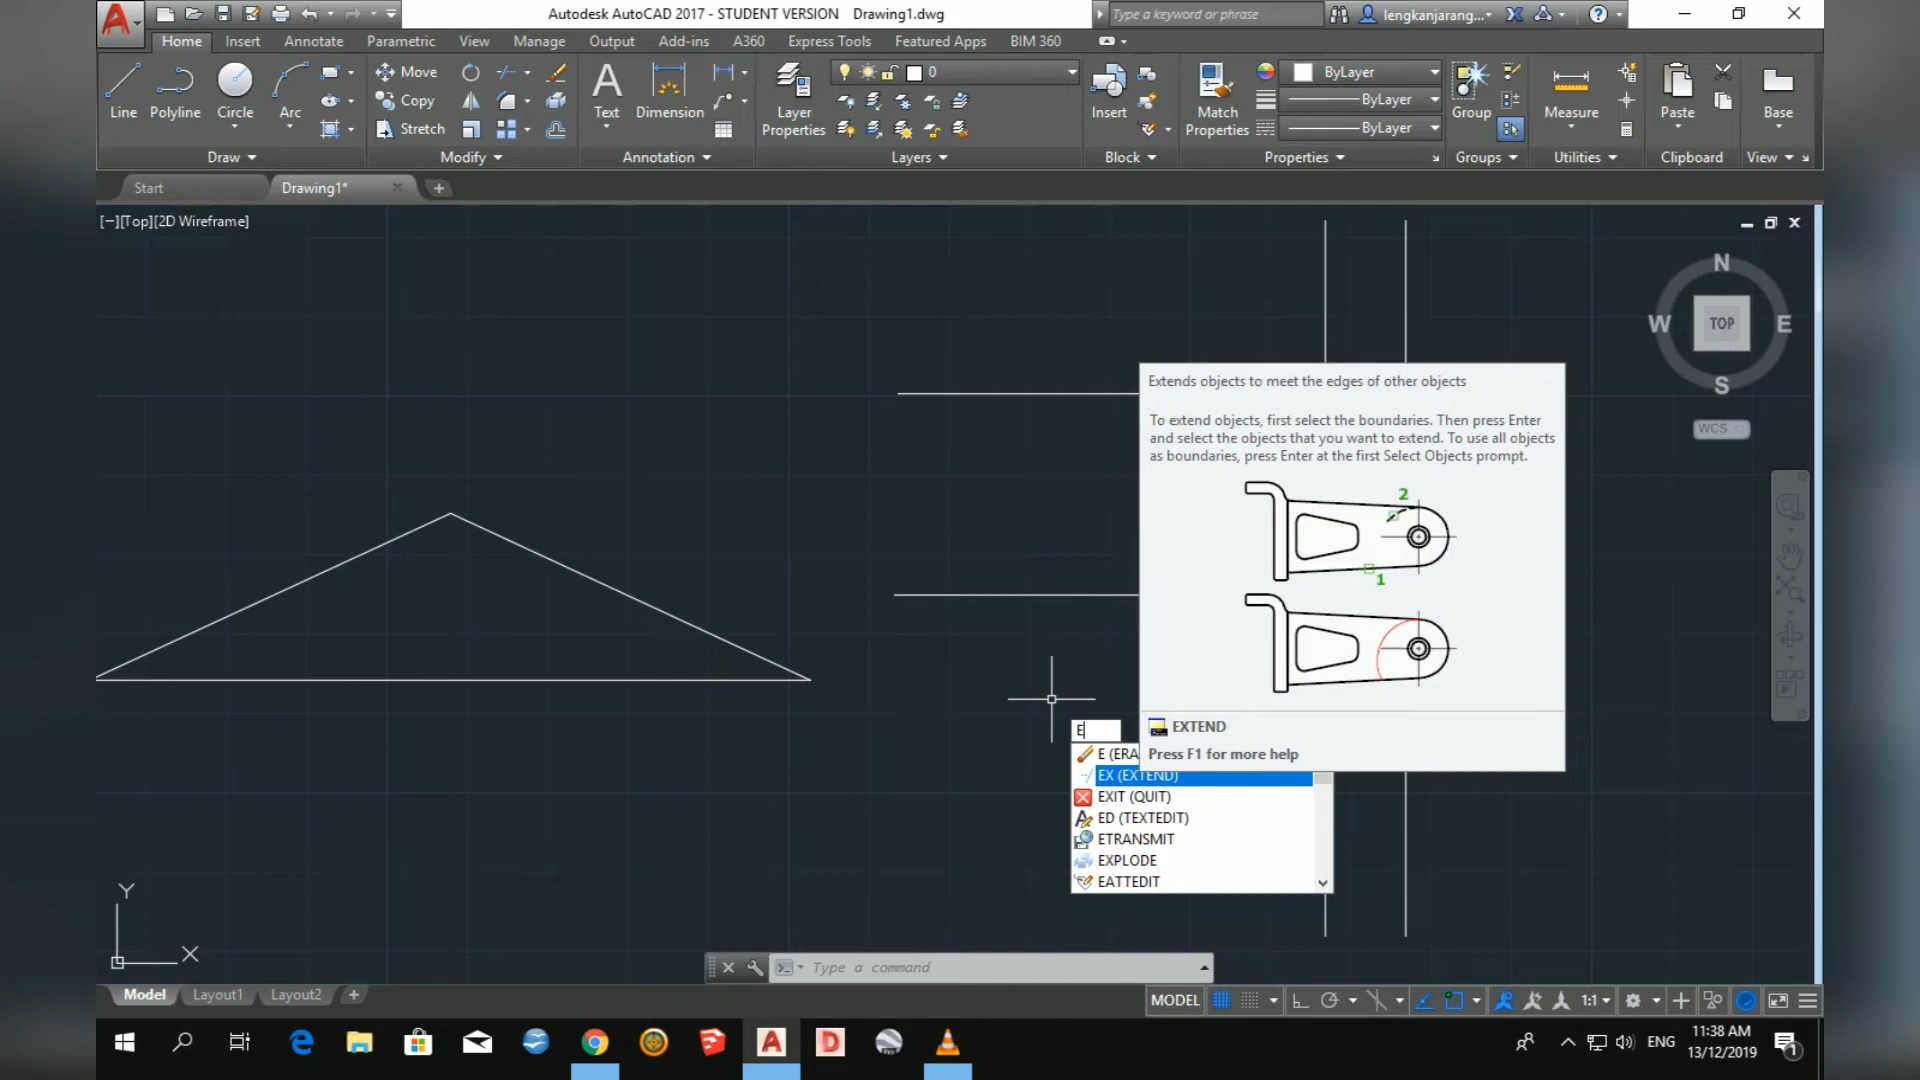 Autodesk AutoCAD 2017 - STUDENT VERSION Drawing1.dwg
Type a keyword or phrase
lengkanjarang...
Home Insert Annotate Parametric View Manage Output Add-ins A360 Express Tools Featured Apps BIM 360
Line Polyline Circle Arc
Move
Copy
Stretch
Text Dimension
Layer Properties
0
Insert
Match Properties
ByLayer
ByLayer
ByLayer
Group
Measure
Paste
Base
Draw Modify Annotation Layers Block Properties Groups Utilities Clipboard View
Start Drawing1*
[−][Top][2D Wireframe]
N
W TOP E
S
WCS
Extends objects to meet the edges of other objects
To extend objects, first select the boundaries. Then press Enter
and select the objects that you want to extend. To use all objects
as boundaries, press Enter at the first Select Objects prompt.
2
1
EXTEND
Press F1 for more help
E
E (ERA
EX (EXTEND)
EXIT (QUIT)
ED (TEXTEDIT)
ETRANSMIT
EXPLODE
EATTEDIT
Y
X
Type a command
Model Layout1 Layout2
MODEL 1:1
ENG
11:38 AM
13/12/2019
1